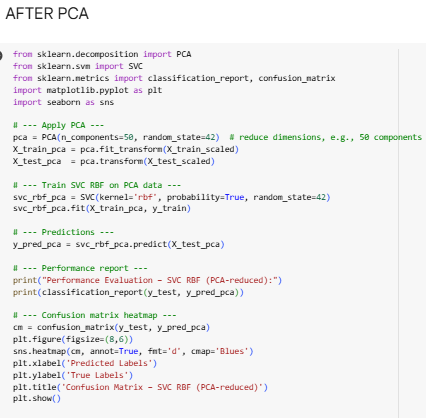 AFTER PCA
from sklearn.decomposition import PCA
from sklearn.svm import SVC
from sklearn.metrics import classification_report, confusion_matrix
import matplotlib.pyplot as plt
import seaborn as sns
# --- Apply PCA ---
pca = PCA(n_components=50, random_state=42)  # reduce dimensions, e.g., 50 components
X_train_pca = pca.fit_transform(X_train_scaled)
X_test_pca  = pca.transform(X_test_scaled)
# --- Train SVC RBF on PCA data ---
svc_rbf_pca = SVC(kernel='rbf', probability=True, random_state=42)
svc_rbf_pca.fit(X_train_pca, y_train)
# --- Predictions ---
y_pred_pca = svc_rbf_pca.predict(X_test_pca)
# --- Performance report ---
print("Performance Evaluation – SVC RBF (PCA-reduced):")
print(classification_report(y_test, y_pred_pca))
# --- Confusion matrix heatmap ---
cm = confusion_matrix(y_test, y_pred_pca)
plt.figure(figsize=(8,6))
sns.heatmap(cm, annot=True, fmt='d', cmap='Blues')
plt.xlabel('Predicted Labels')
plt.ylabel('True Labels')
plt.title('Confusion Matrix – SVC RBF (PCA-reduced)')
plt.show()